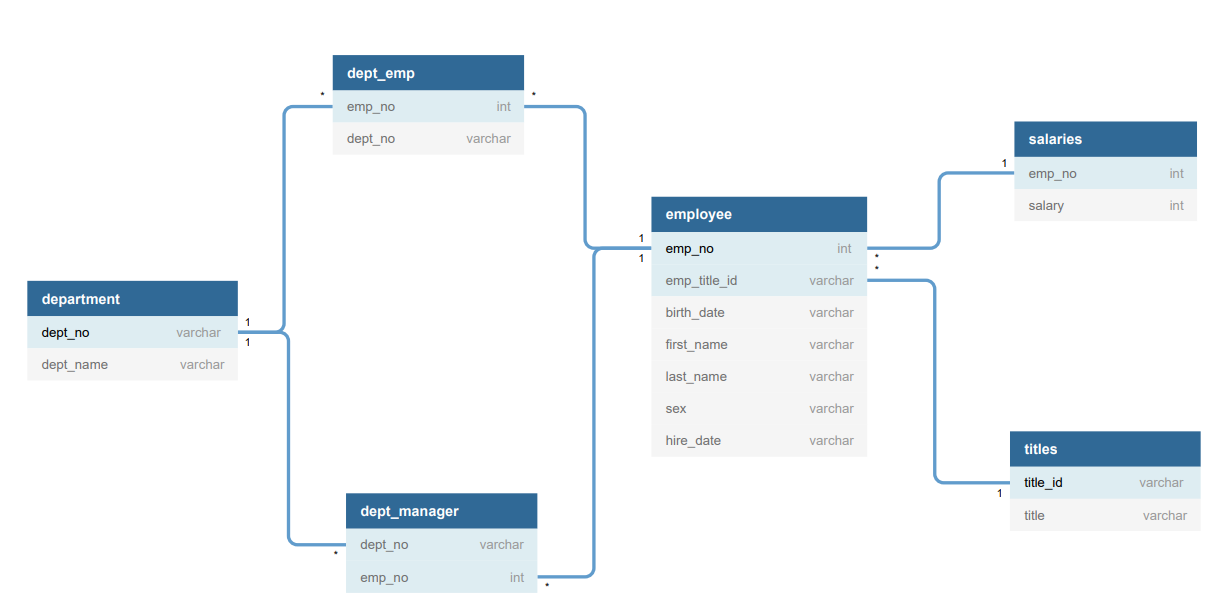 dept_emp
* *
emp_no int
dept_no varchar
salaries
1
emp_no int
salary int
employee
1
emp_no int
1
*
*
emp_title_id varchar
birth_date varchar
first_name varchar
last_name varchar
sex varchar
hire_date varchar
department
1
dept_no varchar
1
dept_name varchar
titles
title_id varchar
1
title varchar
dept_manager
dept_no varchar
*
emp_no int
*